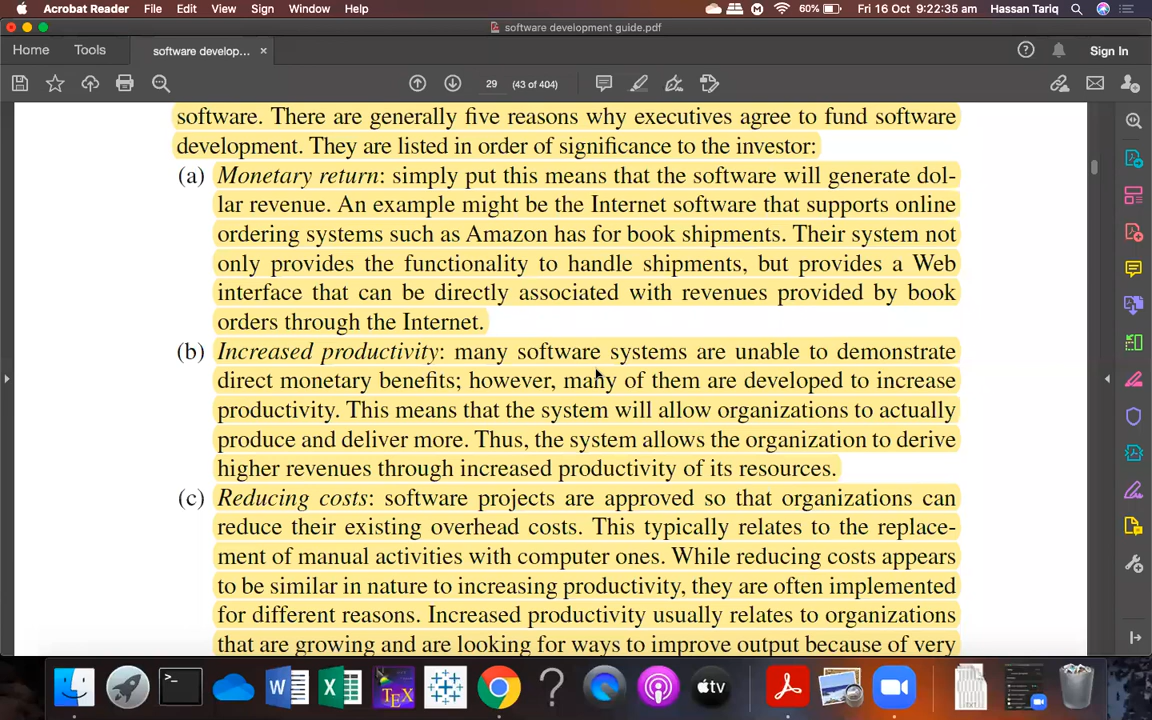 Acrobat Reader File Edit View Sign Window Help 60% Fri 16 Oct 9:22:35 am Hassan Tariq
software development guide.pdf
Home Tools software develop... × Sign In
29 (43 of 404)
software. There are generally five reasons why executives agree to fund software
development. They are listed in order of significance to the investor:
(a) Monetary return: simply put this means that the software will generate dol-
lar revenue. An example might be the Internet software that supports online
ordering systems such as Amazon has for book shipments. Their system not
only provides the functionality to handle shipments, but provides a Web
interface that can be directly associated with revenues provided by book
orders through the Internet.
(b) Increased productivity: many software systems are unable to demonstrate
direct monetary benefits; however, many of them are developed to increase
productivity. This means that the system will allow organizations to actually
produce and deliver more. Thus, the system allows the organization to derive
higher revenues through increased productivity of its resources.
(c) Reducing costs: software projects are approved so that organizations can
reduce their existing overhead costs. This typically relates to the replace-
ment of manual activities with computer ones. While reducing costs appears
to be similar in nature to increasing productivity, they are often implemented
for different reasons. Increased productivity usually relates to organizations
that are growing and are looking for ways to improve output because of very
tv